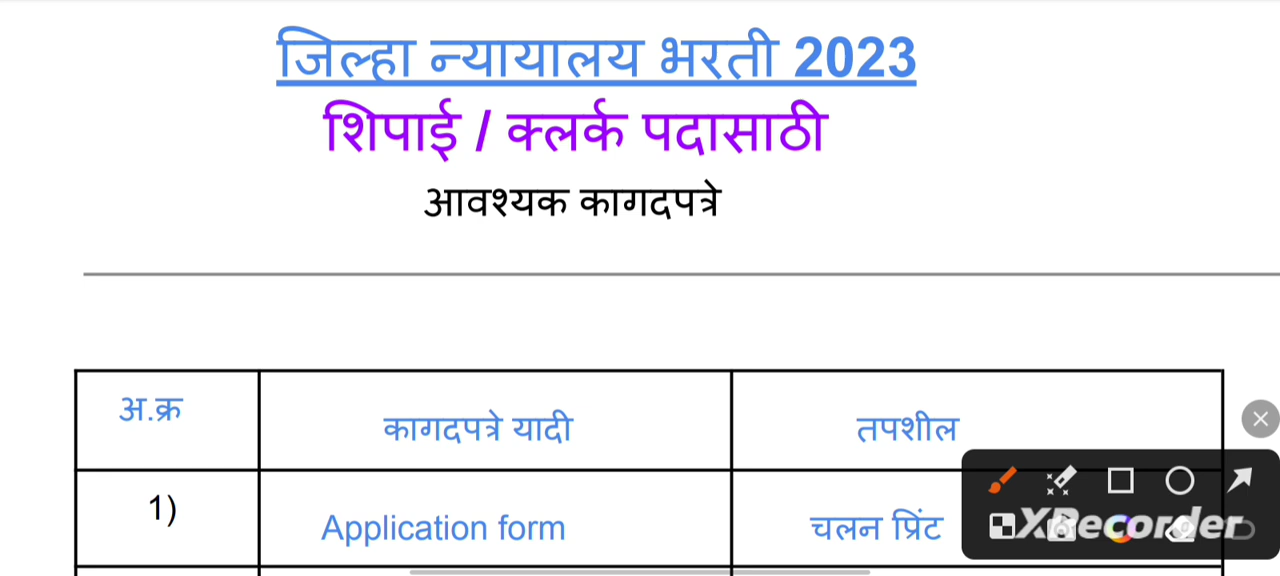 जिल्हा न्यायालय भरती 2023
शिपाई / क्लर्क पदासाठी
आवश्यक कागदपत्रे
अ.क्र कागदपत्रे यादी तपशील
1) Application form चलन प्रिंट
XRecorder